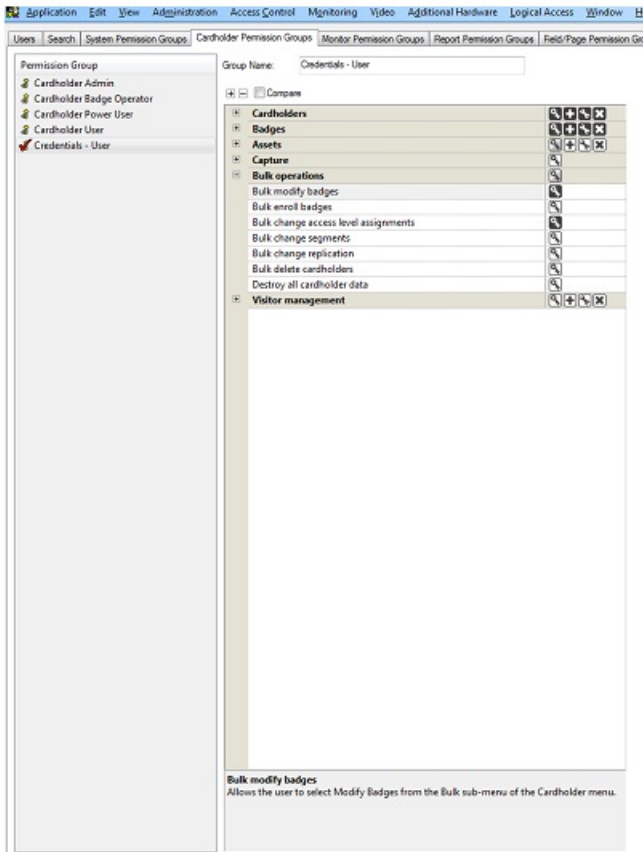 Application Edit View Administration Access Control Monitoring Video Additional Hardware Logical Access Window H
Users Search System Permission Groups Cardholder Permission Groups Monitor Permission Groups Report Permission Groups Field/Page Permission Gr
Permission Group
Cardholder Admin
Cardholder Badge Operator
Cardholder Power User
Cardholder User
Credentials - User
Group Name: Credentials - User
Compare
Cardholders
Badges
Assets
Capture
Bulk operations
Bulk modify badges
Bulk enroll badges
Bulk change access level assignments
Bulk change segments
Bulk change replication
Bulk delete cardholders
Destroy all cardholder data
Visitor management
Bulk modify badges
Allows the user to select Modify Badges from the Bulk sub-menu of the Cardholder menu.